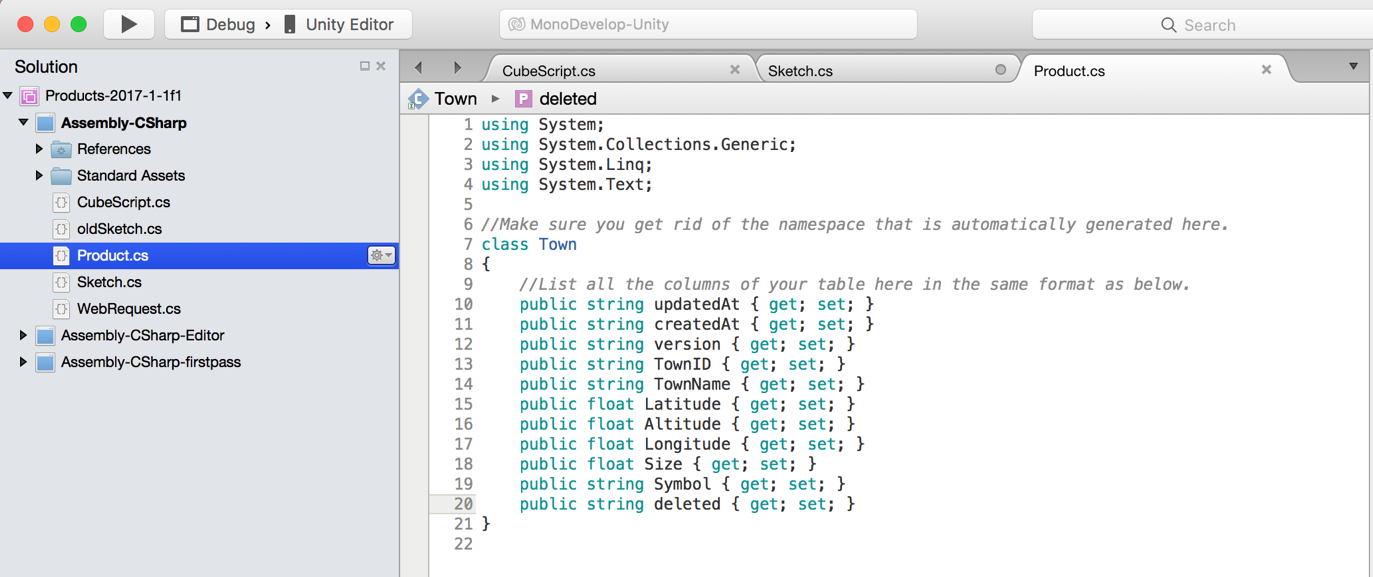 Debug > Unity Editor
MonoDevelop-Unity
Search
Solution
Products-2017-1-1f1
Assembly-CSharp
References
Standard Assets
CubeScript.cs
oldSketch.cs
Product.cs
Sketch.cs
WebRequest.cs
Assembly-CSharp-Editor
Assembly-CSharp-firstpass
CubeScript.cs
Sketch.cs
Product.cs
C Town P deleted
1 using System;
2 using System.Collections.Generic;
3 using System.Linq;
4 using System.Text;
5
6 //Make sure you get rid of the namespace that is automatically generated here.
7 class Town
8 {
9 //List all the columns of your table here in the same format as below.
10 public string updatedAt { get; set; }
11 public string createdAt { get; set; }
12 public string version { get; set; }
13 public string TownID { get; set; }
14 public string TownName { get; set; }
15 public float Latitude { get; set; }
16 public float Altitude { get; set; }
17 public float Longitude { get; set; }
18 public float Size { get; set; }
19 public string Symbol { get; set; }
20 public string deleted { get; set; }
21 }
22